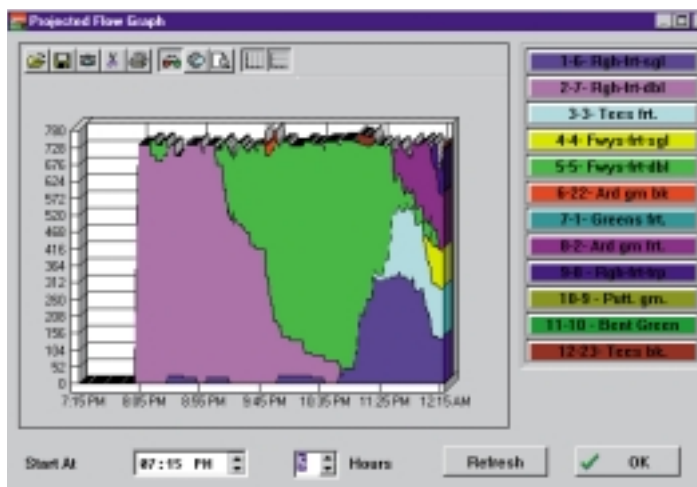 Projected Flow Graph
780
728
676
624
572
520
468
416
364
312
260
208
156
104
52
0
7:15 PM 8:05 PM 8:55 PM 9:45 PM 10:35 PM 11:25 PM 12:15 AM
1-6- Rgh-frt-sgl
2-7- Rgh-frt-dbl
3-3- Tees frt.
4-4- Fwys-frt-sgl
5-5- Fwys-frt-dbl
6-22- Ard grn bk
7-1- Greens frt.
8-2- Ard grn frt.
9-8- Rgh-frt-trp
10-9 - Putt. grn.
11-10 - Bent Green
12-23- Tees bk.
Start At 07:15 PM Hours Refresh OK